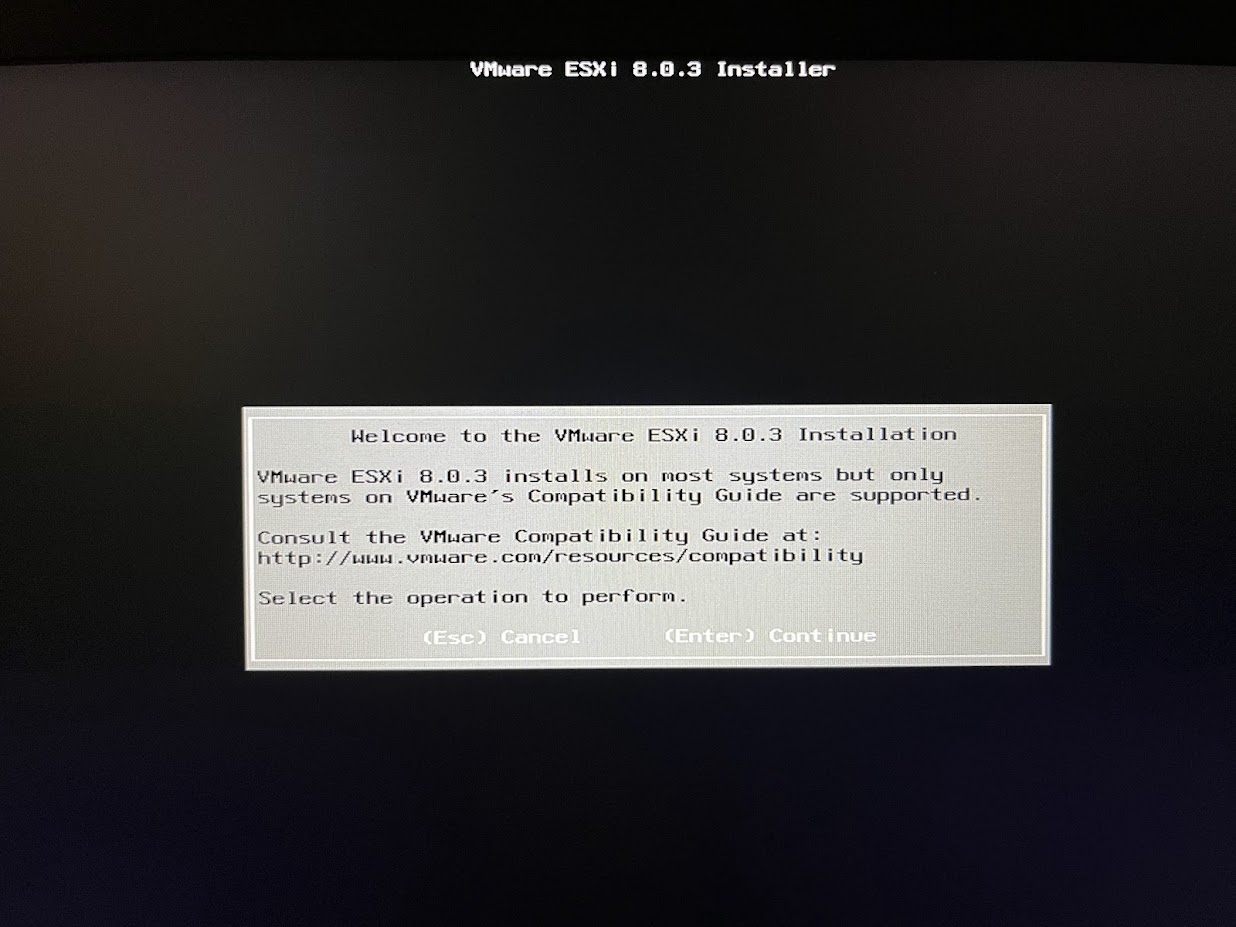 VMware ESXi 8.0.3 Installer
Welcome to the VMware ESXi 8.0.3 Installation
VMware ESXi 8.0.3 installs on most systems but only
systems on VMware's Compatibility Guide are supported.
Consult the VMware Compatibility Guide at:
http://www.vmware.com/resources/compatibility
Select the operation to perform.
(Esc) Cancel (Enter) Continue